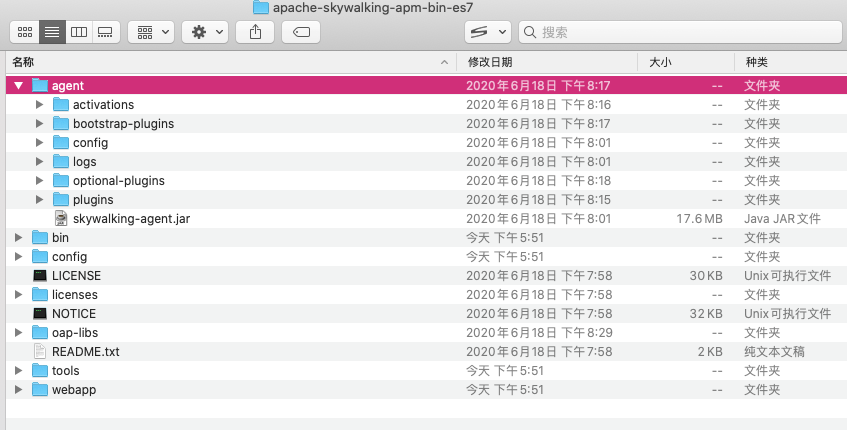 apache-skywalking-apm-bin-es7
搜索
名称 修改日期 大小 种类
agent 2020年6月18日 下午8:17 -- 文件夹
activations 2020年6月18日 下午8:16 -- 文件夹
bootstrap-plugins 2020年6月18日 下午8:17 -- 文件夹
config 2020年6月18日 下午8:01 -- 文件夹
logs 2020年6月18日 下午8:01 -- 文件夹
optional-plugins 2020年6月18日 下午8:18 -- 文件夹
plugins 2020年6月18日 下午8:15 -- 文件夹
skywalking-agent.jar 2020年6月18日 下午8:01 17.6 MB Java JAR 文件
bin 今天 下午5:51 -- 文件夹
config 今天 下午5:51 -- 文件夹
LICENSE 2020年6月18日 下午7:58 30 KB Unix可执行文件
licenses 2020年6月18日 下午7:58 -- 文件夹
NOTICE 2020年6月18日 下午7:58 32 KB Unix可执行文件
oap-libs 2020年6月18日 下午8:29 -- 文件夹
README.txt 2020年6月18日 下午7:58 2 KB 纯文本文稿
tools 今天 下午5:51 -- 文件夹
webapp 今天 下午5:51 -- 文件夹